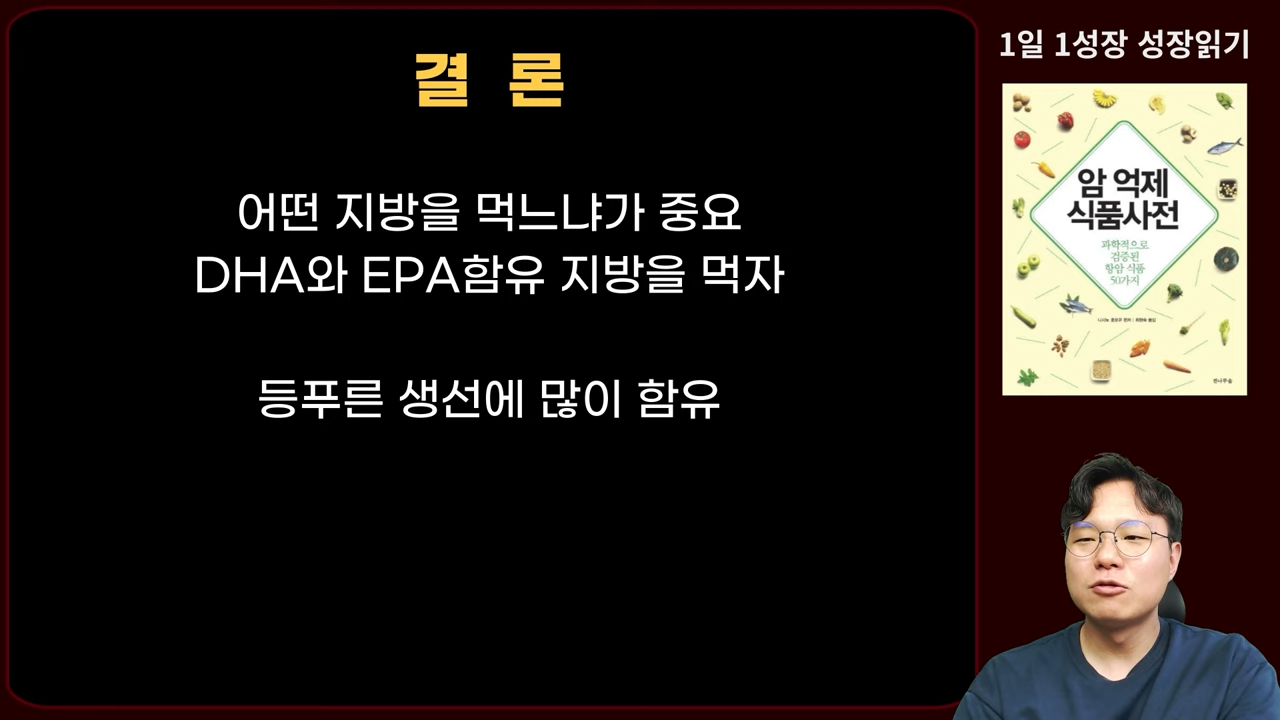 결 론
어떤 지방을 먹느냐가 중요
DHA와 EPA함유 지방을 먹자
등푸른 생선에 많이 함유
1일 1성장 성장읽기
암 억제
식품사전
과학적으로
검증된
항암 식품
50가지